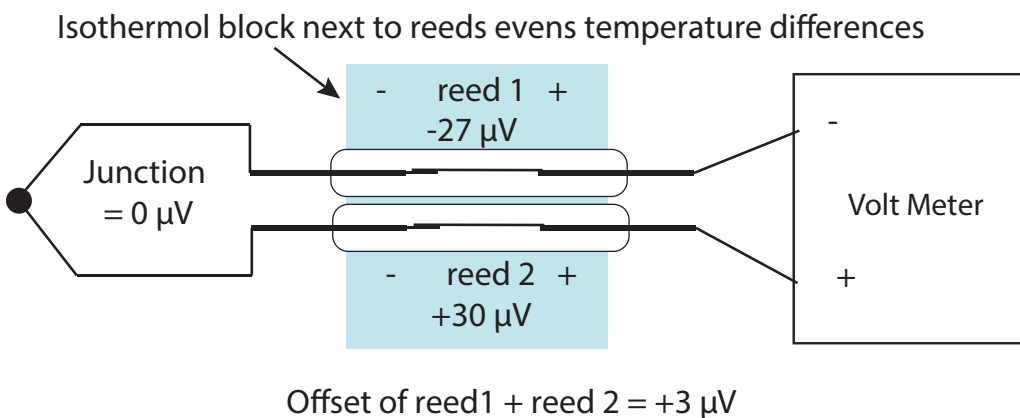 Isothermol block next to reeds evens temperature differences
- reed 1 +
-27 µV
Junction
= 0 µV
-
Volt Meter
+
- reed 2 +
+30 µV
Offset of reed1 + reed 2 = +3 µV